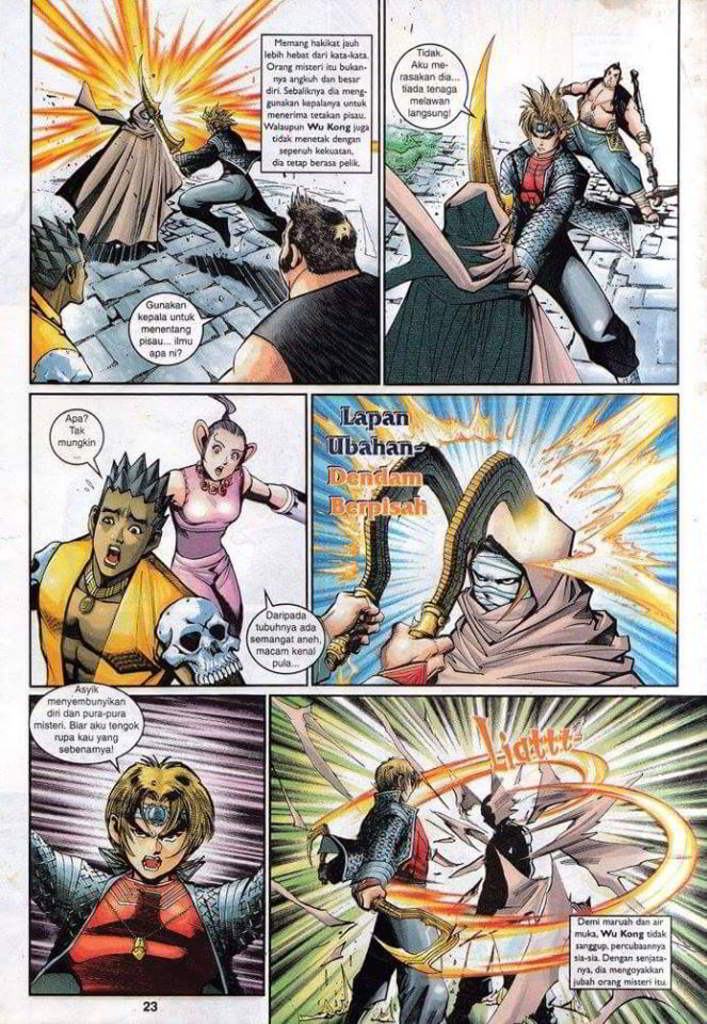 Memang hakikat jauh
lebih hebat dari kata-kata.
Orang misteri itu bukan-
nya angkuh dan besar
diri. Sebaliknya dia meng-
gunakan kepalanya untuk
menerima tetakan pisau.
Walaupun Wu Kong juga
tidak menetak dengan
sepenuh kekuatan,
dia tetap berasa pelik.
Gunakan
kepala untuk
menentang
pisau... ilmu
apa ni?
Tidak.
Aku me-
rasakan dia...
tiada tenaga
melawan
langsung!
Apa?
Tak
mungkin
...
Daripada
tubuhnya ada
semangat aneh,
macam kenal
pula...
Lapan
Ubahan-
Dendam
Berpisah
Asyik
menyembunyikan
diri dan pura-pura
misteri. Biar aku tengok
rupa kau yang
sebenarnya!
Liattt-
Demi maruah dan air
muka, Wu Kong tidak
sanggup, percubaannya
sia-sia. Dengan senjata-
nya, dia mengoyakkan
jubah orang misteri itu.
23